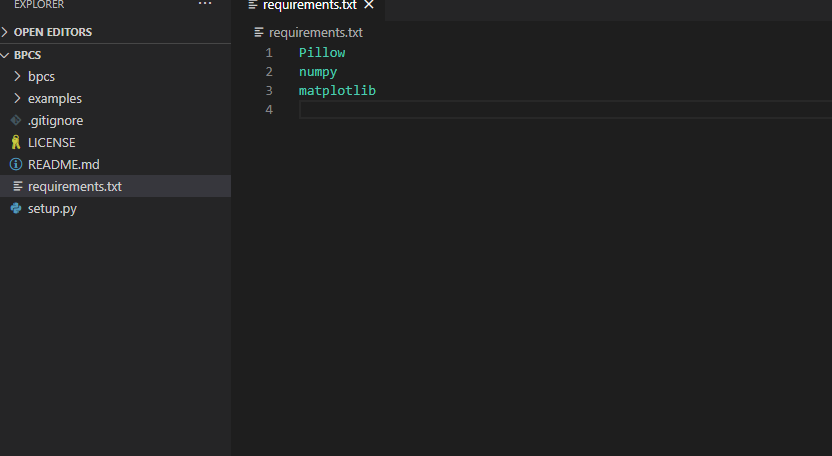 EXPLORER
...
OPEN EDITORS
BPCS
bpcs
examples
.gitignore
LICENSE
README.md
requirements.txt
setup.py
requirements.txt
requirements.txt
1 Pillow
2 numpy
3 matplotlib
4